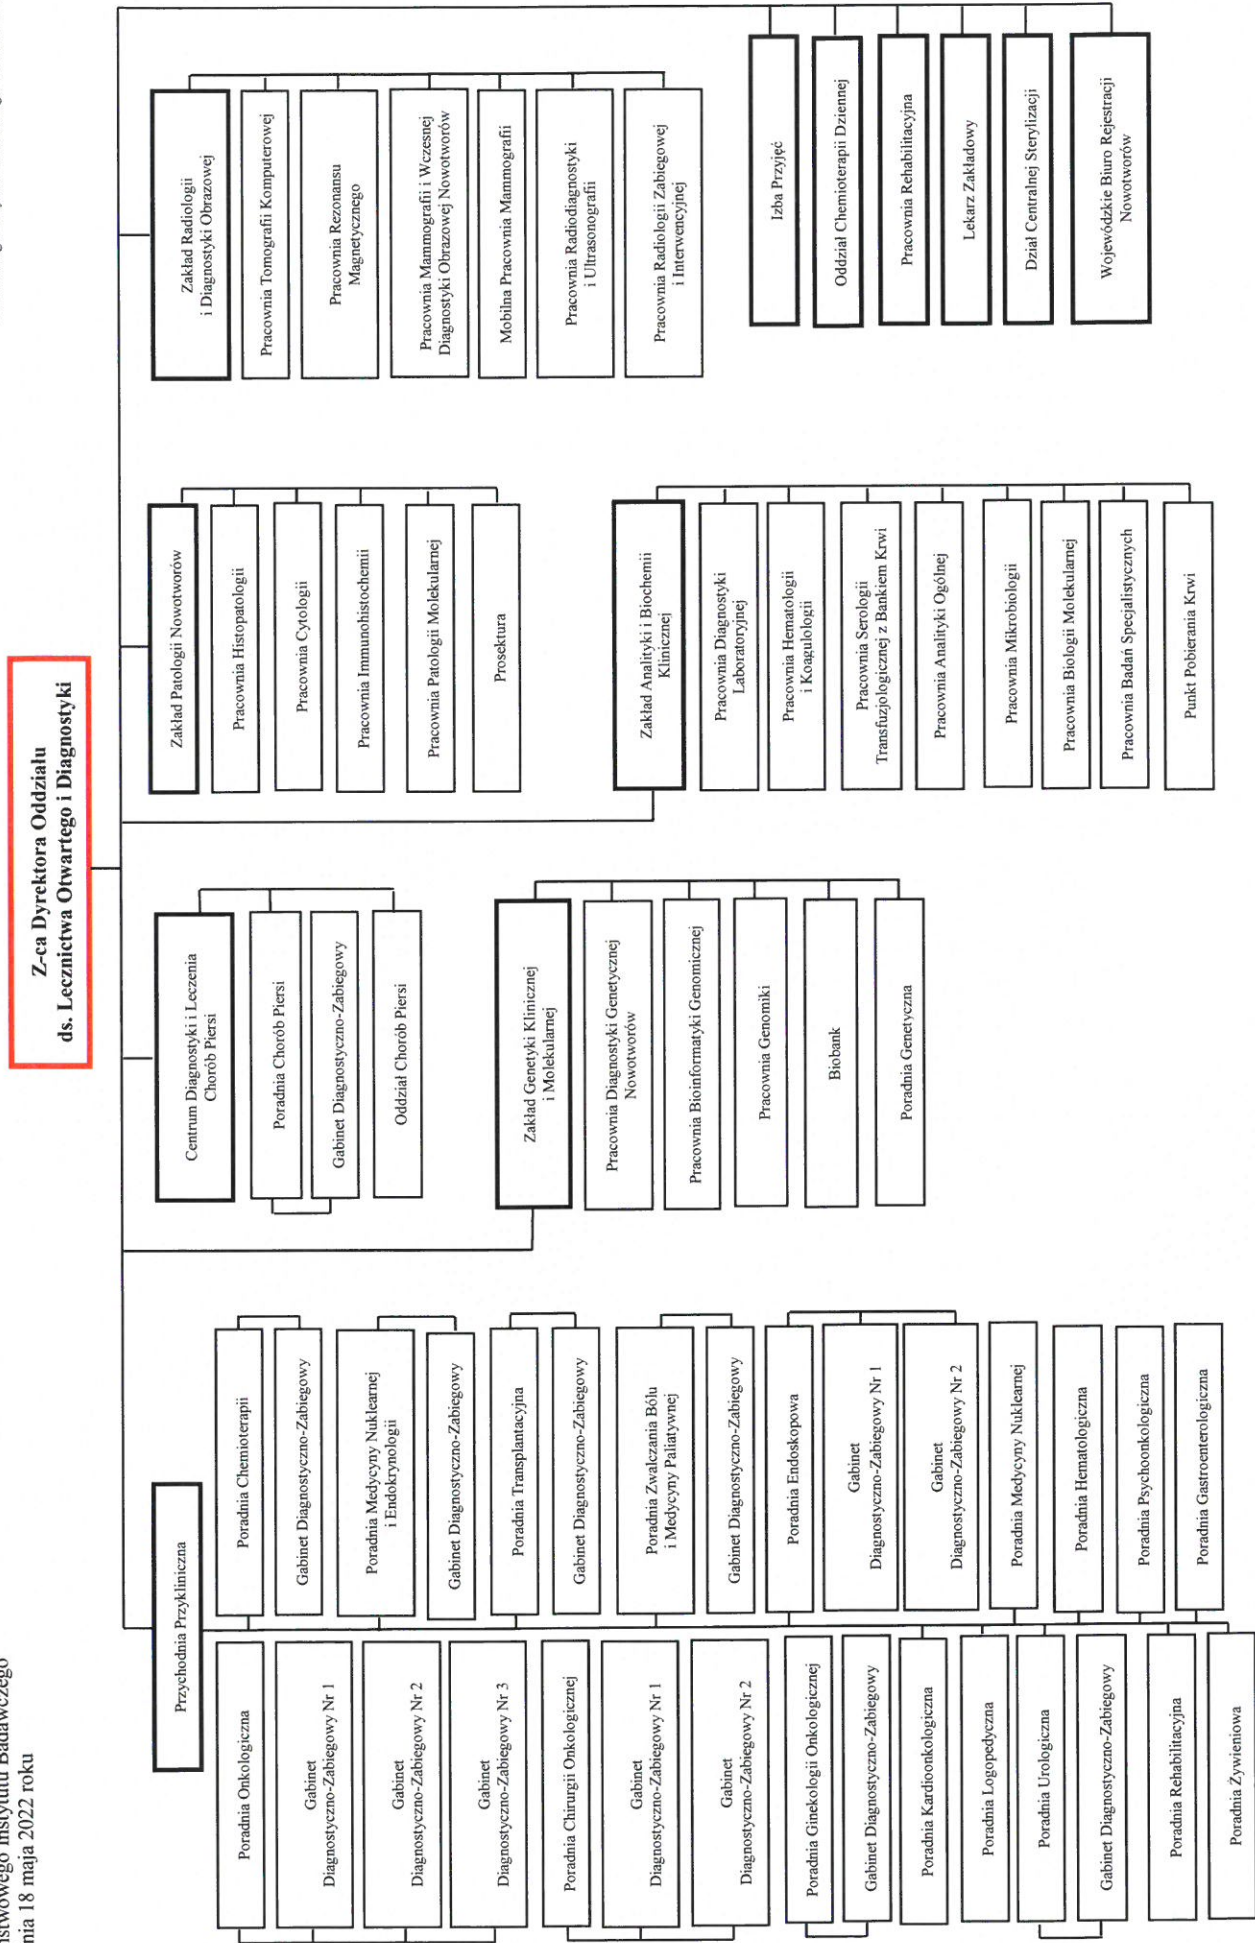 ństwowego Instytutu Badawczego
nia 18 maja 2022 roku
Z-ca Dyrektora Oddziału
ds. Lecznictwa Otwartego i Diagnostyki
Przychodnia Przykliniczna
Poradnia Onkologiczna
Gabinet
Diagnostyczno-Zabiegowy Nr 1
Gabinet
Diagnostyczno-Zabiegowy Nr 2
Gabinet
Diagnostyczno-Zabiegowy Nr 3
Poradnia Chirurgii Onkologicznej
Gabinet
Diagnostyczno-Zabiegowy Nr 1
Gabinet
Diagnostyczno-Zabiegowy Nr 2
Poradnia Ginekologii Onkologicznej
Gabinet Diagnostyczno-Zabiegowy
Poradnia Kardioonkologiczna
Poradnia Logopedyczna
Poradnia Urologiczna
Gabinet Diagnostyczno-Zabiegowy
Poradnia Rehabilitacyjna
Poradnia Żywieniowa
Poradnia Chemioterapii
Gabinet Diagnostyczno-Zabiegowy
Poradnia Medycyny Nuklearnej
i Endokrynologii
Gabinet Diagnostyczno-Zabiegowy
Poradnia Transplantacyjna
Gabinet Diagnostyczno-Zabiegowy
Poradnia Zwalczania Bólu
i Medycyny Paliatywnej
Gabinet Diagnostyczno-Zabiegowy
Poradnia Endoskopowa
Gabinet
Diagnostyczno-Zabiegowy Nr 1
Gabinet
Diagnostyczno-Zabiegowy Nr 2
Poradnia Medycyny Nuklearnej
Poradnia Hematologiczna
Poradnia Psychoonkologiczna
Poradnia Gastroenterologiczna
Centrum Diagnostyki i Leczenia
Chorób Piersi
Poradnia Chorób Piersi
Gabinet Diagnostyczno-Zabiegowy
Oddział Chorób Piersi
Zakład Genetyki Klinicznej
i Molekularnej
Pracownia Diagnostyki Genetycznej
Nowotworów
Pracownia Bioinformatyki Genomicznej
Pracownia Genomiki
Biobank
Poradnia Genetyczna
Zakład Patologii Nowotworów
Pracownia Histopatologii
Pracownia Cytologii
Pracownia Immunohistochemii
Pracownia Patologii Molekularnej
Prosektura
Zakład Analityki i Biochemii
Klinicznej
Pracownia Diagnostyki
Laboratoryjnej
Pracownia Hematologii
i Koagulologii
Pracownia Serologii
Transfuzjologicznej z Bankiem Krwi
Pracownia Analityki Ogólnej
Pracownia Mikrobiologii
Pracownia Biologii Molekularnej
Pracownia Badań Specjalistycznych
Punkt Pobierania Krwi
Zakład Radiologii
i Diagnostyki Obrazowej
Pracownia Tomografii Komputerowej
Pracownia Rezonansu
Magnetycznego
Pracownia Mammografii i Wczesnej
Diagnostyki Obrazowej Nowotworów
Mobilna Pracownia Mammografii
Pracownia Radiodiagnostyki
i Ultrasonografii
Pracownia Radiologii Zabiegowej
i Interwencyjnej
Izba Przyjęć
Oddział Chemioterapii Dziennej
Pracownia Rehabilitacyjna
Lekarz Zakładowy
Dział Centralnej Sterylizacji
Wojewódzkie Biuro Rejestracji
Nowotworów